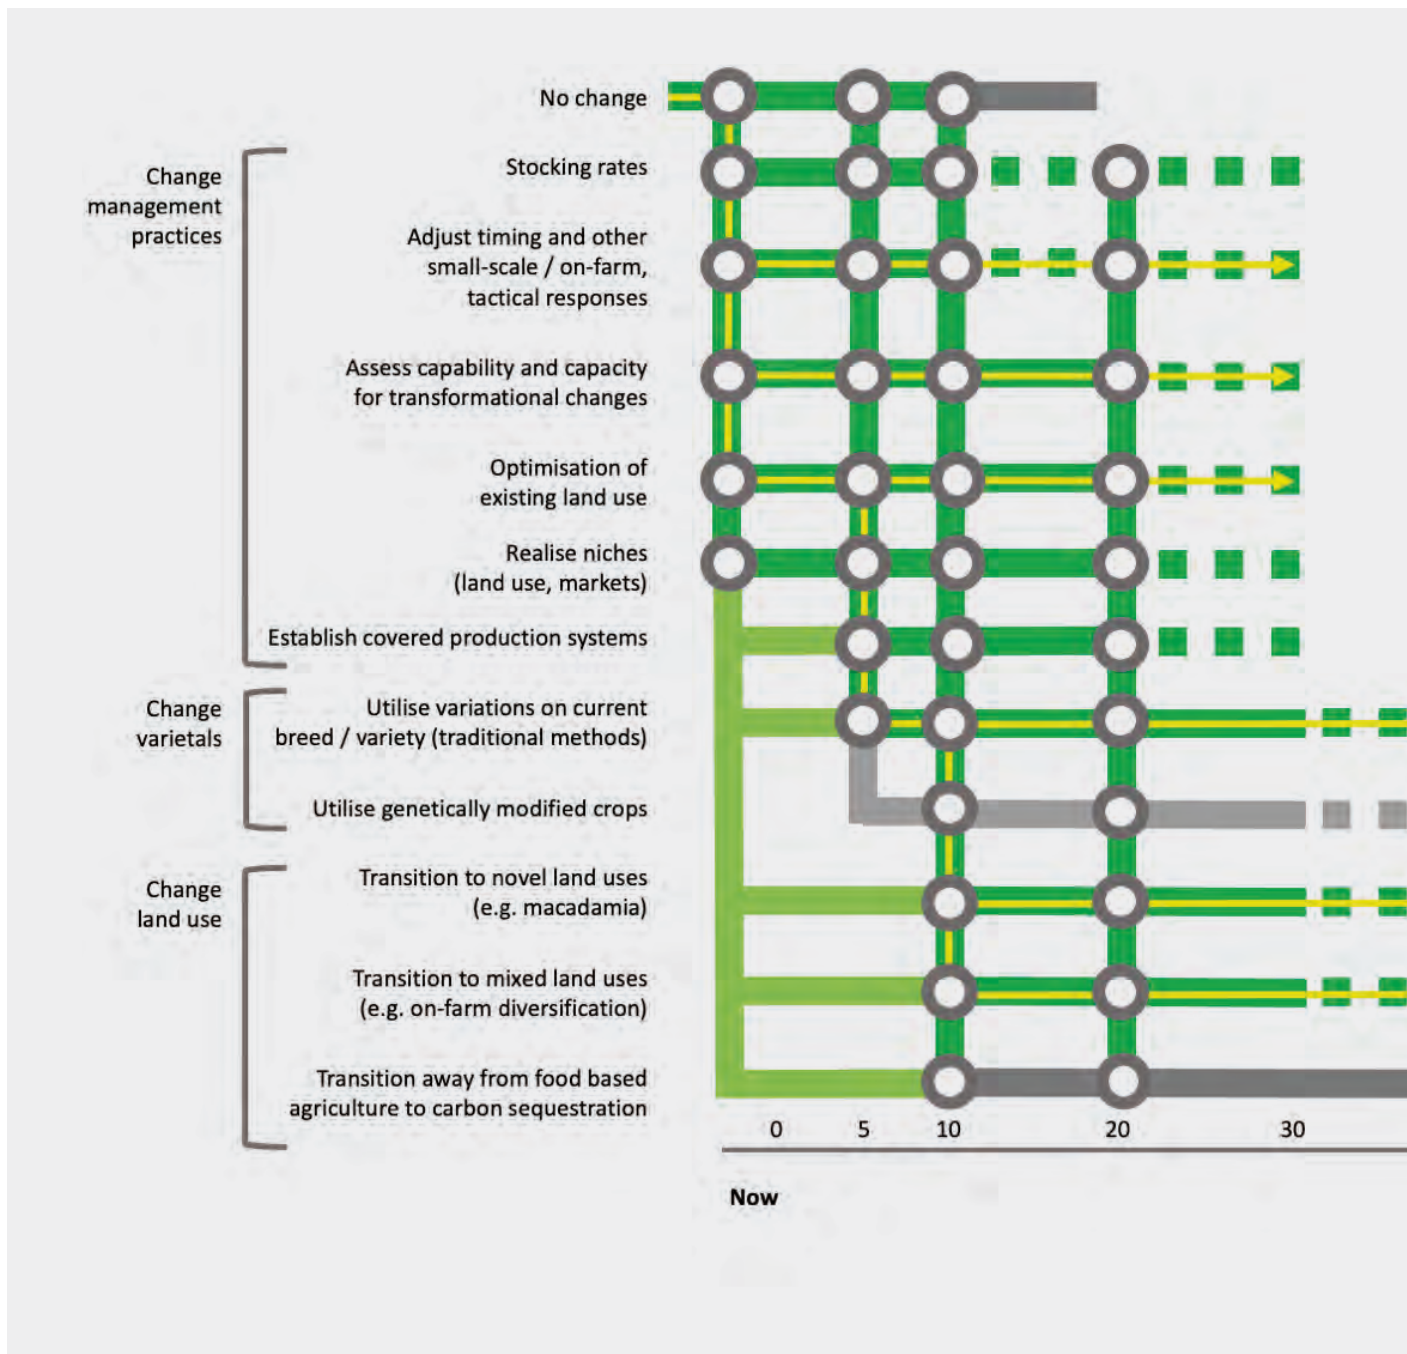 No change
Change
management
practices
Stocking rates
Adjust timing and other
small-scale / on-farm,
tactical responses
Assess capability and capacity
for transformational changes
Optimisation of
existing land use
Realise niches
(land use, markets)
Establish covered production systems
Change
varietals
Utilise variations on current
breed / variety (traditional methods)
Utilise genetically modified crops
Change
land use
Transition to novel land uses
(e.g. macadamia)
Transition to mixed land uses
(e.g. on-farm diversification)
Transition away from food based
agriculture to carbon sequestration
0 5 10 20 30
Now